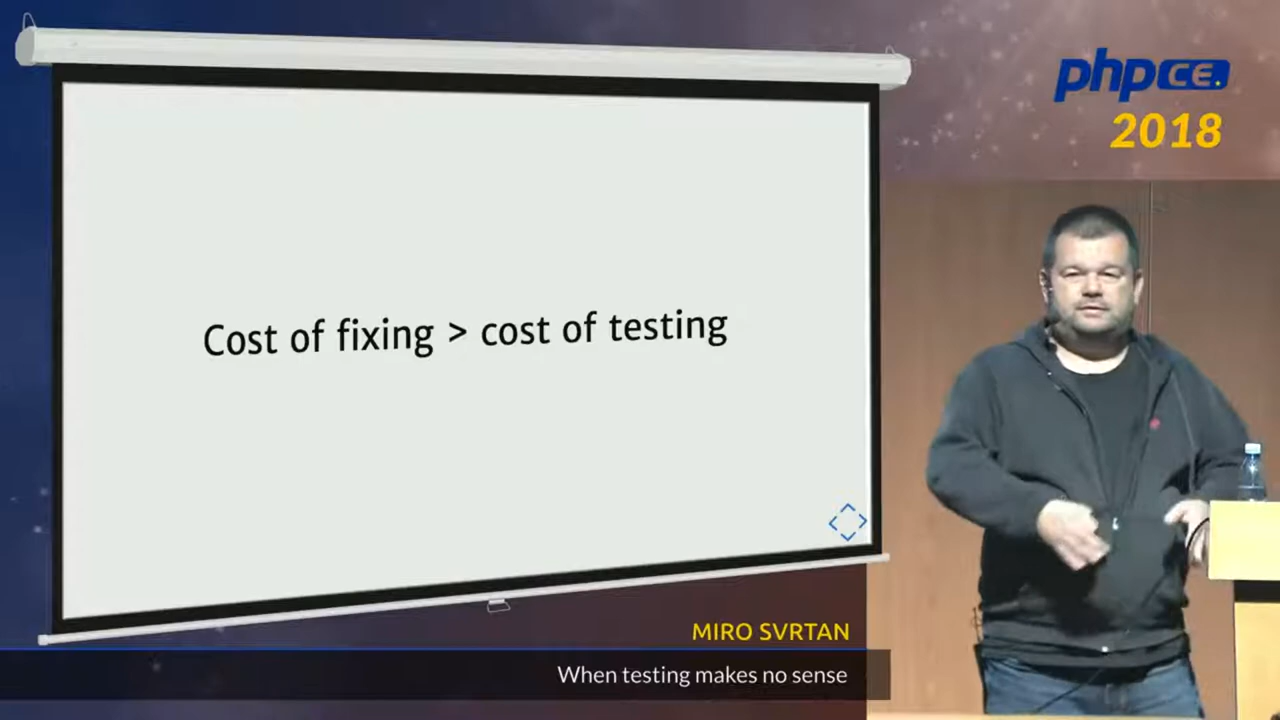 phpCE.
2018
Cost of fixing > cost of testing
MIRO SVRTAN
When testing makes no sense